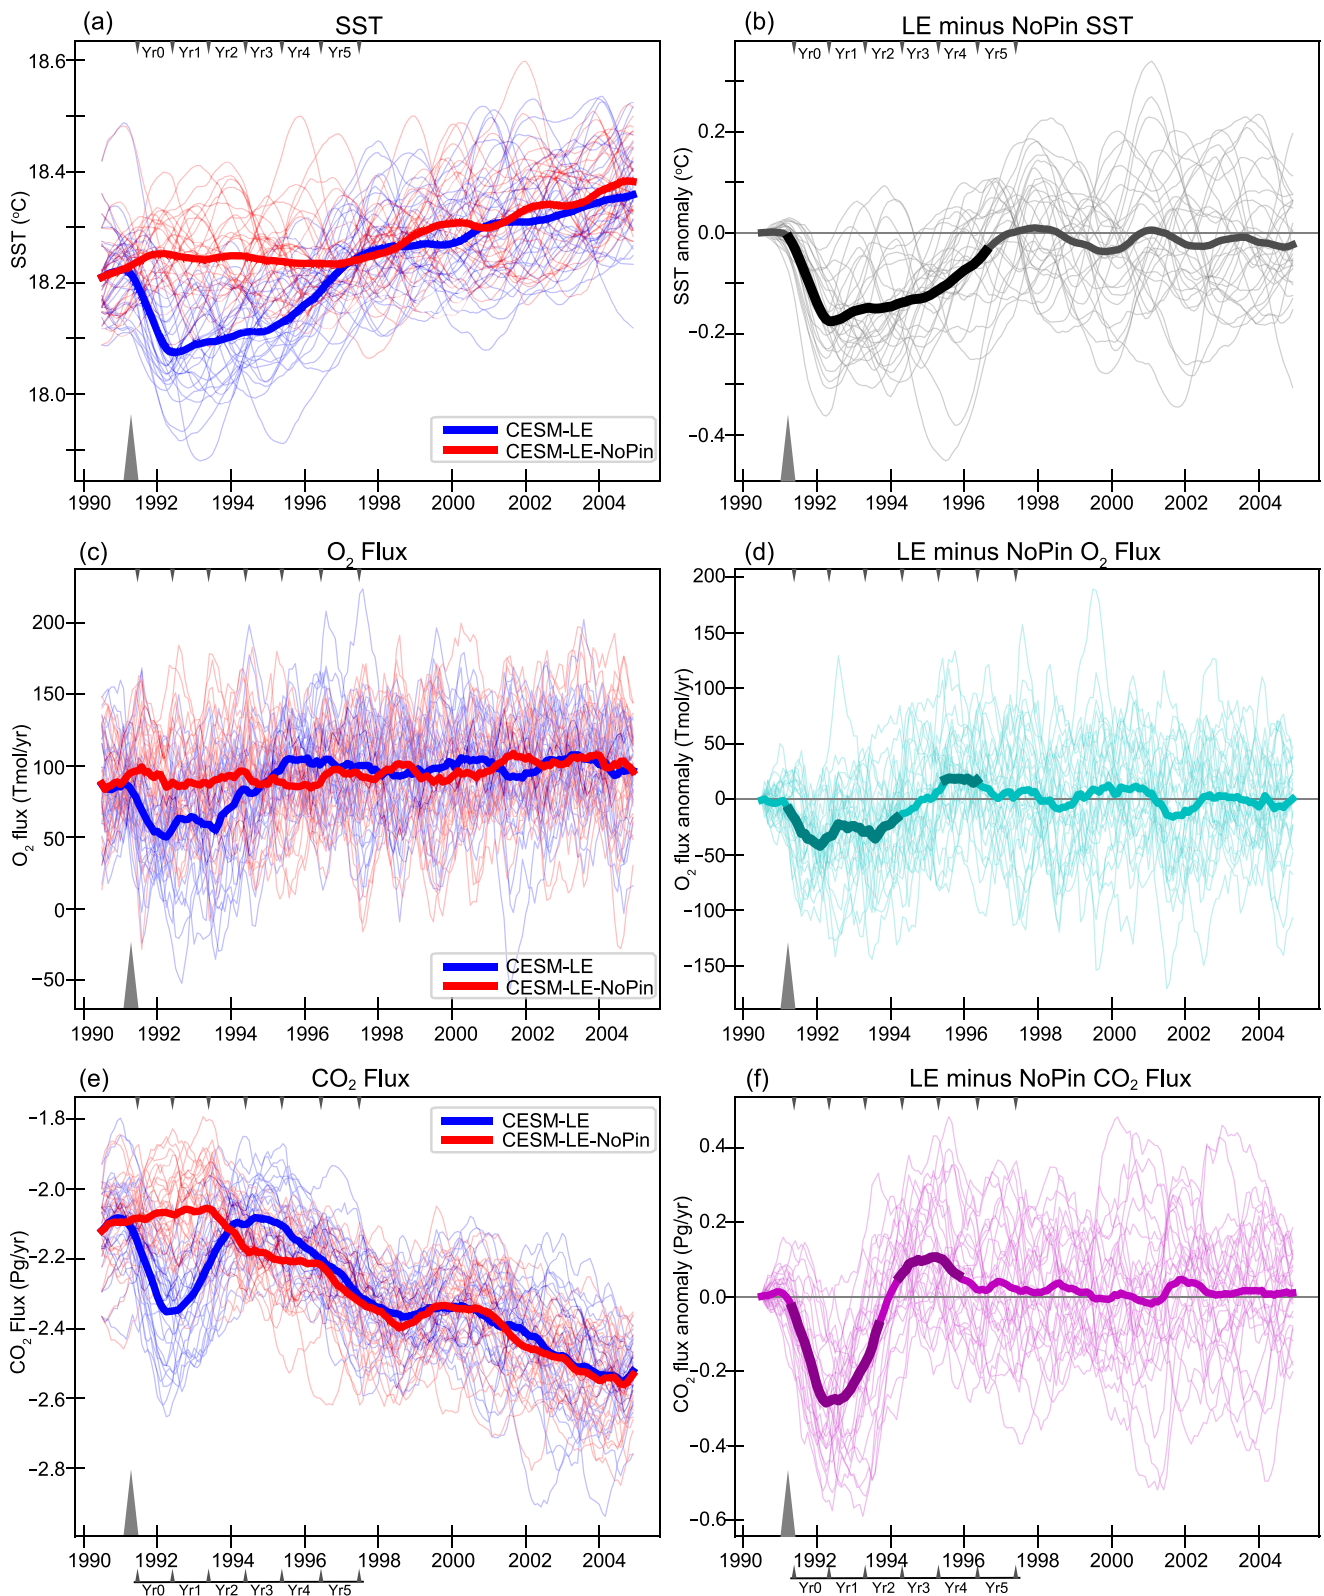 (a) SST
Yr0 Yr1 Yr2 Yr3 Yr4 Yr5
18.6
18.4
18.2
18.0
SST (°C)
CESM-LE
CESM-LE-NoPin
1990 1992 1994 1996 1998 2000 2002 2004
(b) LE minus NoPin SST
Yr0 Yr1 Yr2 Yr3 Yr4 Yr5
0.2
0.0
−0.2
−0.4
SST anomaly (°C)
1990 1992 1994 1996 1998 2000 2002 2004
(c) O₂ Flux
200
150
100
50
0
−50
O₂ flux (Tmol/yr)
CESM-LE
CESM-LE-NoPin
1990 1992 1994 1996 1998 2000 2002 2004
(d) LE minus NoPin O₂ Flux
200
150
100
50
0
−50
−100
−150
O₂ flux anomaly (Tmol/yr)
1990 1992 1994 1996 1998 2000 2002 2004
(e) CO₂ Flux
−1.8
−2.0
−2.2
−2.4
−2.6
−2.8
CO₂ Flux (Pg/yr)
CESM-LE
CESM-LE-NoPin
1990 1992 1994 1996 1998 2000 2002 2004
Yr0 Yr1 Yr2 Yr3 Yr4 Yr5
(f) LE minus NoPin CO₂ Flux
0.4
0.2
0.0
−0.2
−0.4
−0.6
CO₂ flux anomaly (Pg/yr)
1990 1992 1994 1996 1998 2000 2002 2004
Yr0 Yr1 Yr2 Yr3 Yr4 Yr5